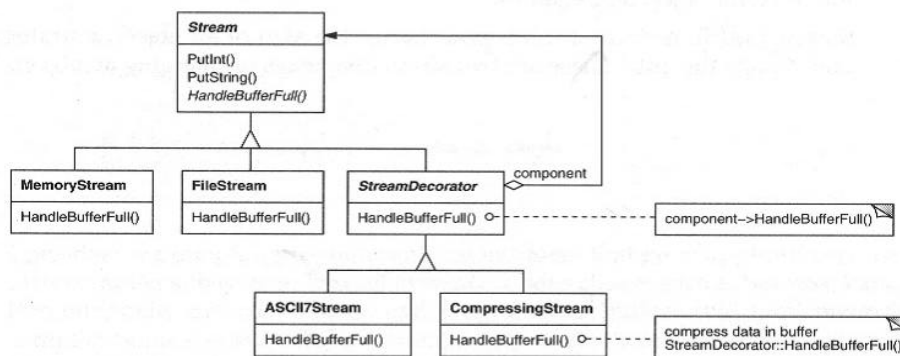 Stream
PutInt()
PutString()
HandleBufferFull()
component
MemoryStream
HandleBufferFull()
FileStream
HandleBufferFull()
StreamDecorator
HandleBufferFull()
component–>HandleBufferFull()
ASCII7Stream
HandleBufferFull()
CompressingStream
HandleBufferFull()
compress data in buffer
StreamDecorator::HandleBufferFull()